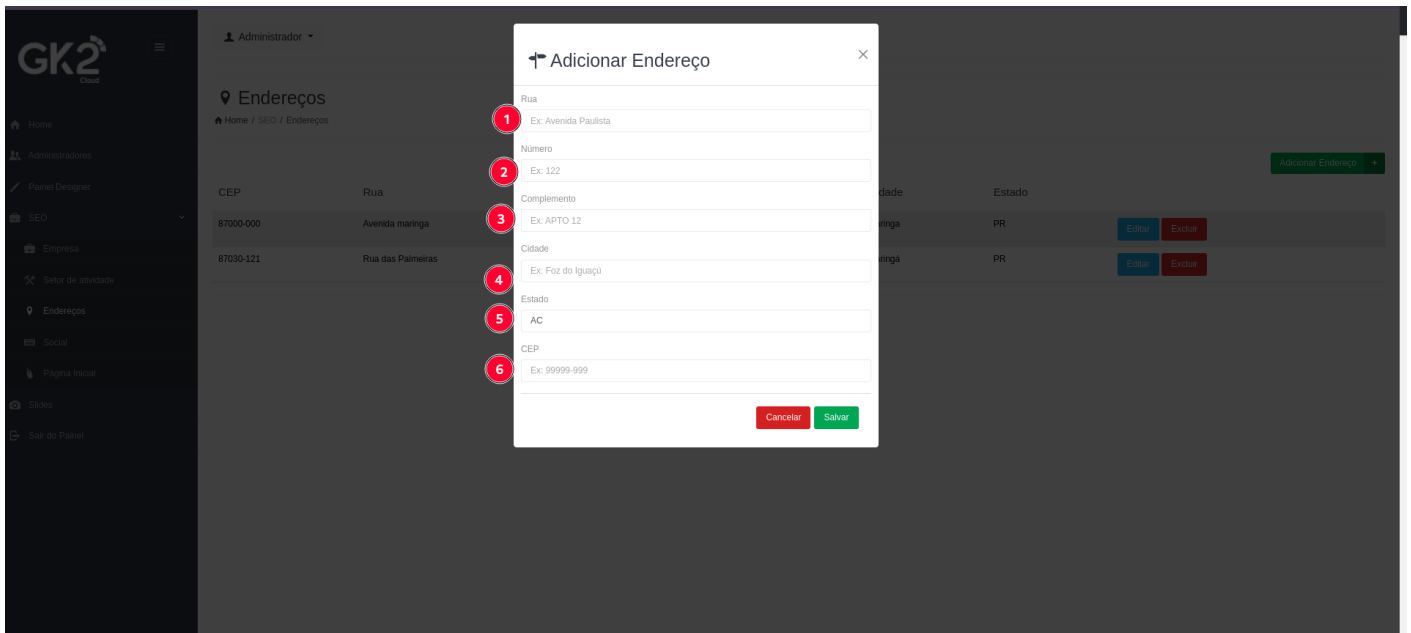 GK2
Cloud
Administrador
Endereços
Home / SEO / Endereços
Home
Administradores
Painel Designer
SEO
Empresa
Setor de atividade
Endereços
Social
Página Inicial
Slides
Sair do Painel
Adicionar Endereço +
CEP Rua dade Estado
87000-000 Avenida maringa aringa PR Editar Excluir
87030-121 Rua das Palmeiras aringá PR Editar Excluir
Adicionar Endereço ×
Rua
1 Ex: Avenida Paulista
Número
2 Ex: 122
Complemento
3 Ex: APTO 12
Cidade
4 Ex: Foz do Iguaçú
Estado
5 AC
CEP
6 Ex: 99999-999
Cancelar Salvar